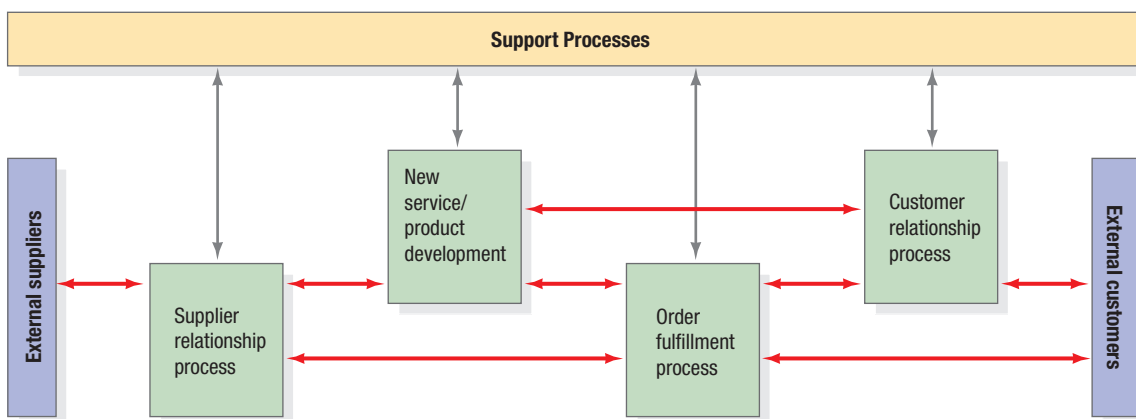 Support Processes
External suppliers
Supplier
relationship
process
New
service/
product
development
Order
fulfillment
process
Customer
relationship
process
External customers